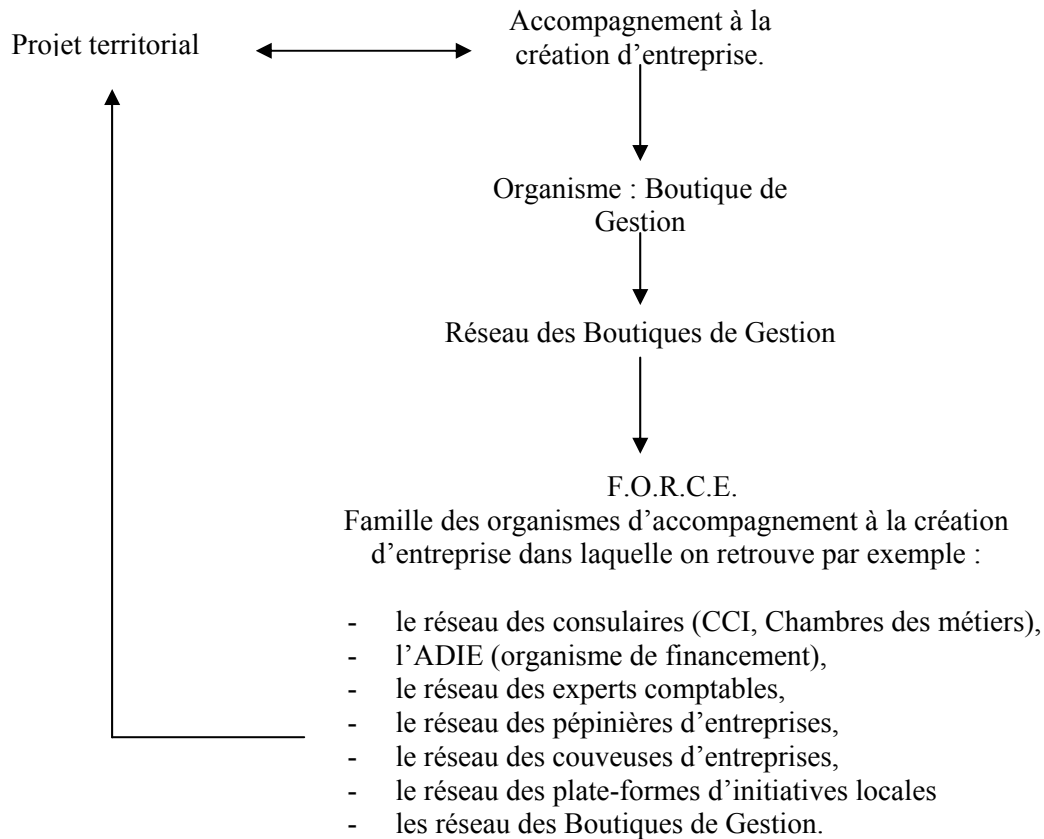 Projet territorial
Accompagnement à la
création d’entreprise.
Organisme : Boutique de
Gestion
Réseau des Boutiques de Gestion
F.O.R.C.E.
Famille des organismes d’accompagnement à la création
d’entreprise dans laquelle on retrouve par exemple :
- le réseau des consulaires (CCI, Chambres des métiers),
- l’ADIE (organisme de financement),
- le réseau des experts comptables,
- le réseau des pépinières d’entreprises,
- le réseau des couveuses d’entreprises,
- le réseau des plate-formes d’initiatives locales
- les réseau des Boutiques de Gestion.